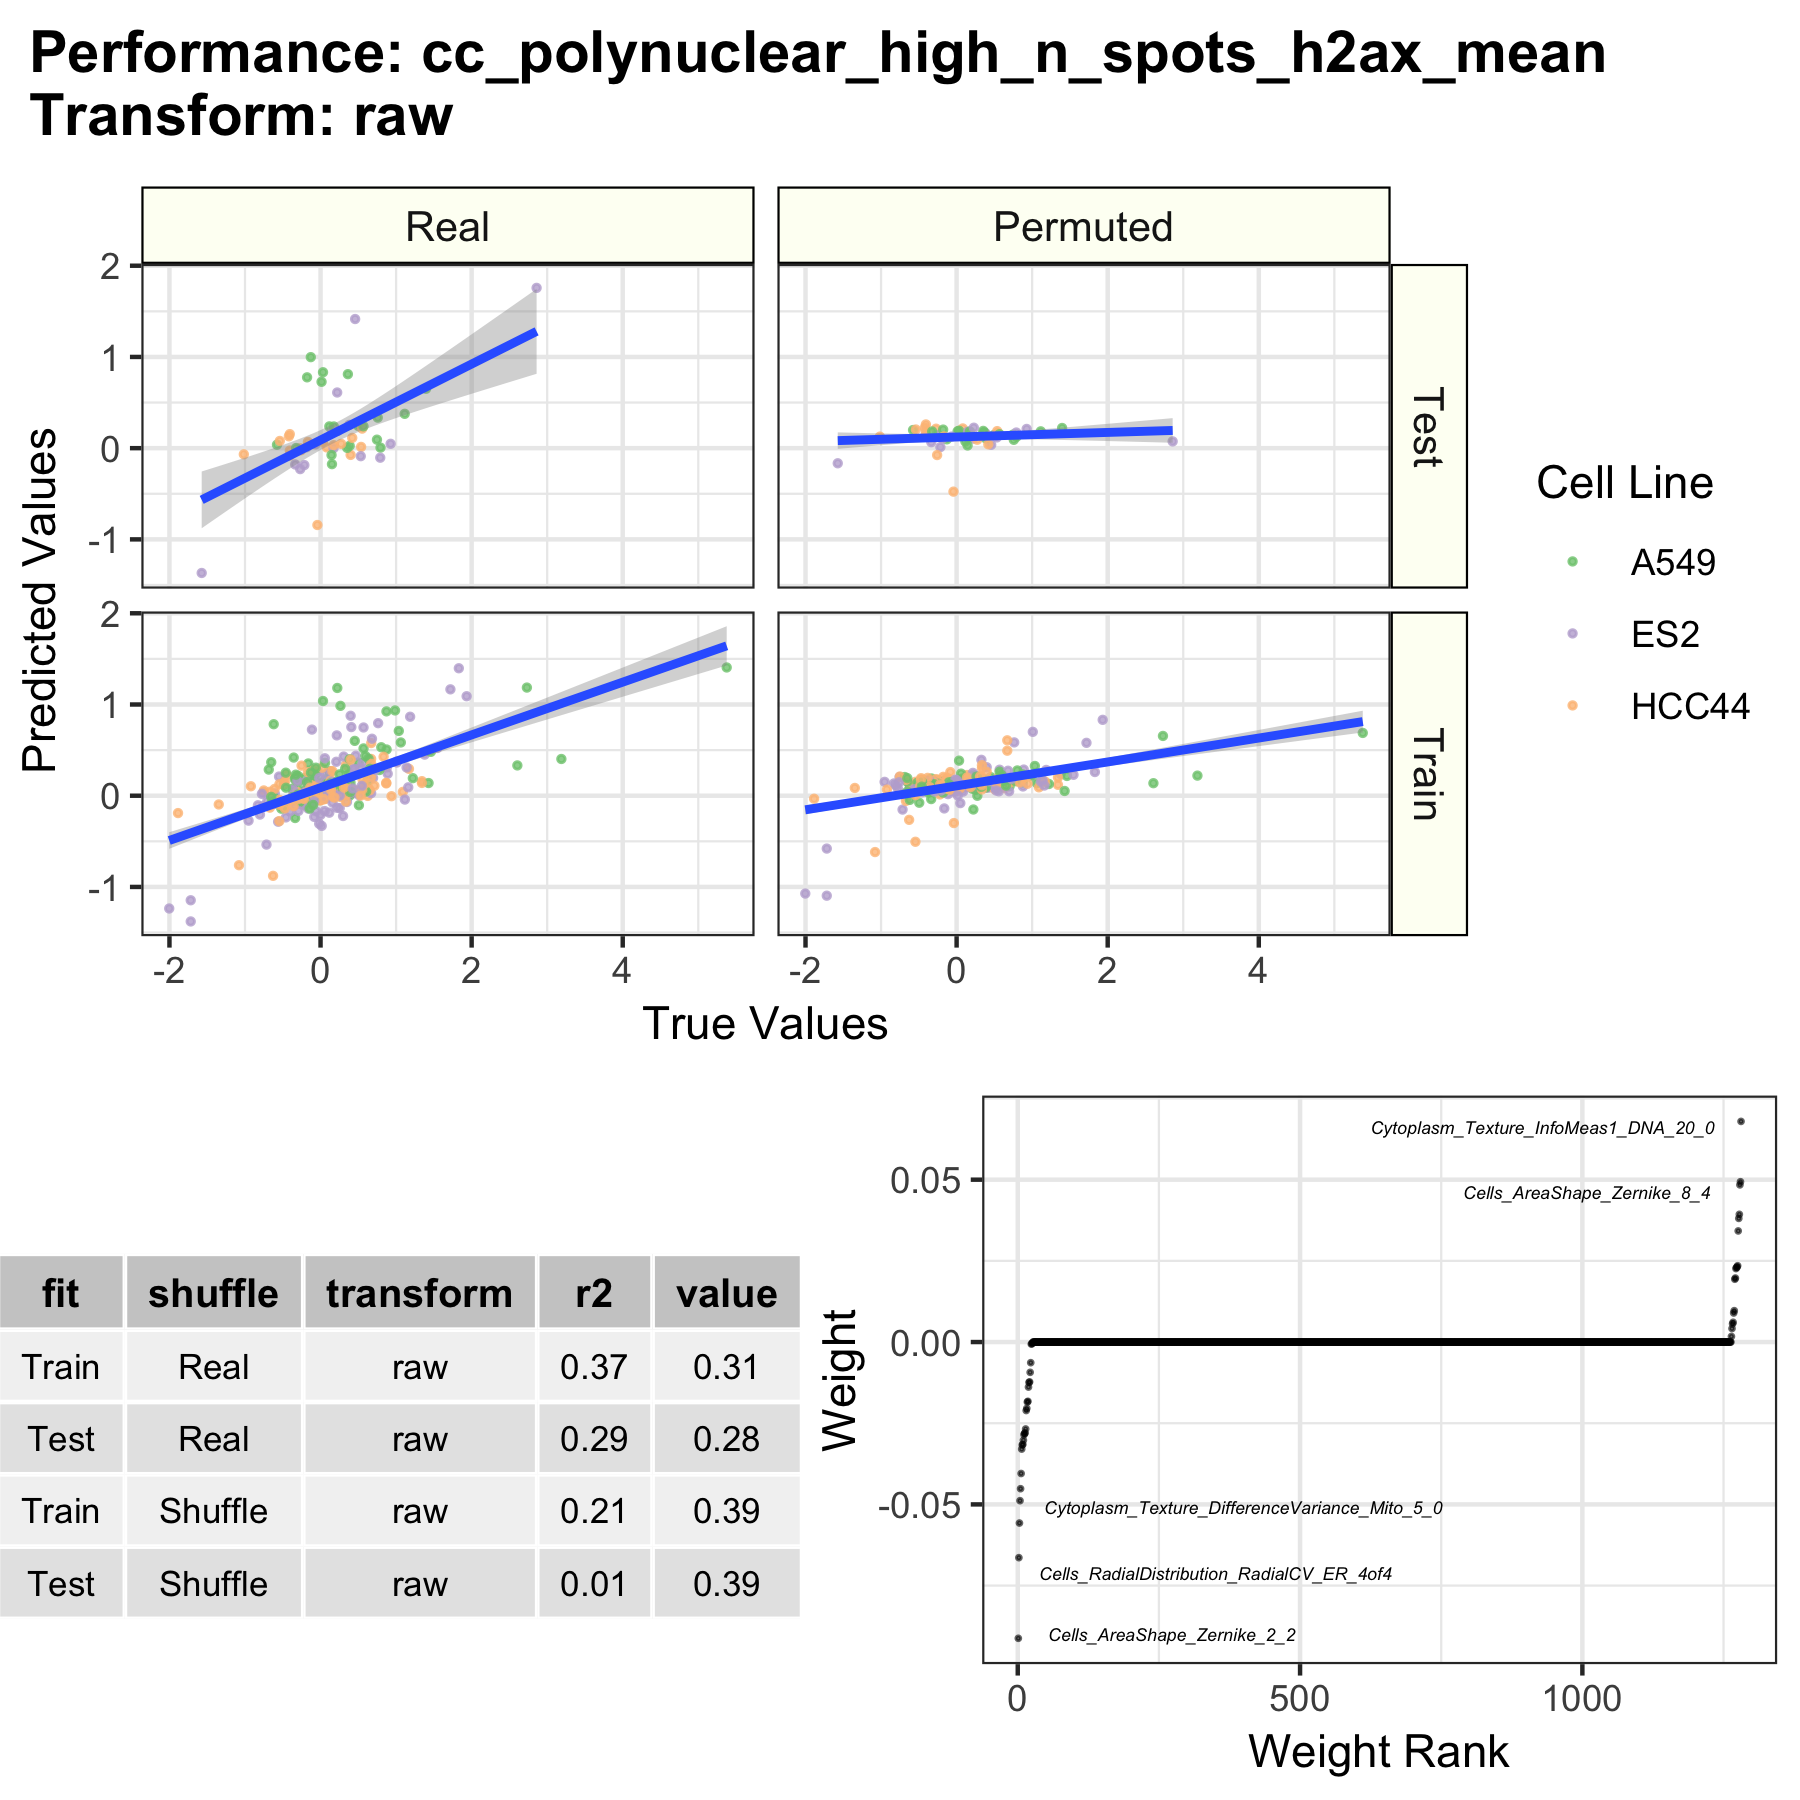 Performance: cc_polynuclear_high_n_spots_h2ax_mean
Transform: raw
Real
Permuted
2
1
0
-1
Test
2
1
0
-1
Train
-2
0
2
4
-2
0
2
4
Predicted Values
True Values
Cell Line
A549
ES2
HCC44
fit shuffle transform r2 value
Train Real raw 0.37 0.31
Test Real raw 0.29 0.28
Train Shuffle raw 0.21 0.39
Test Shuffle raw 0.01 0.39
Weight
0.05
0.00
-0.05
Cytoplasm_Texture_InfoMeas1_DNA_20_0
Cells_AreaShape_Zernike_8_4
Cytoplasm_Texture_DifferenceVariance_Mito_5_0
Cells_RadialDistribution_RadialCV_ER_4of4
Cells_AreaShape_Zernike_2_2
0
500
1000
Weight Rank